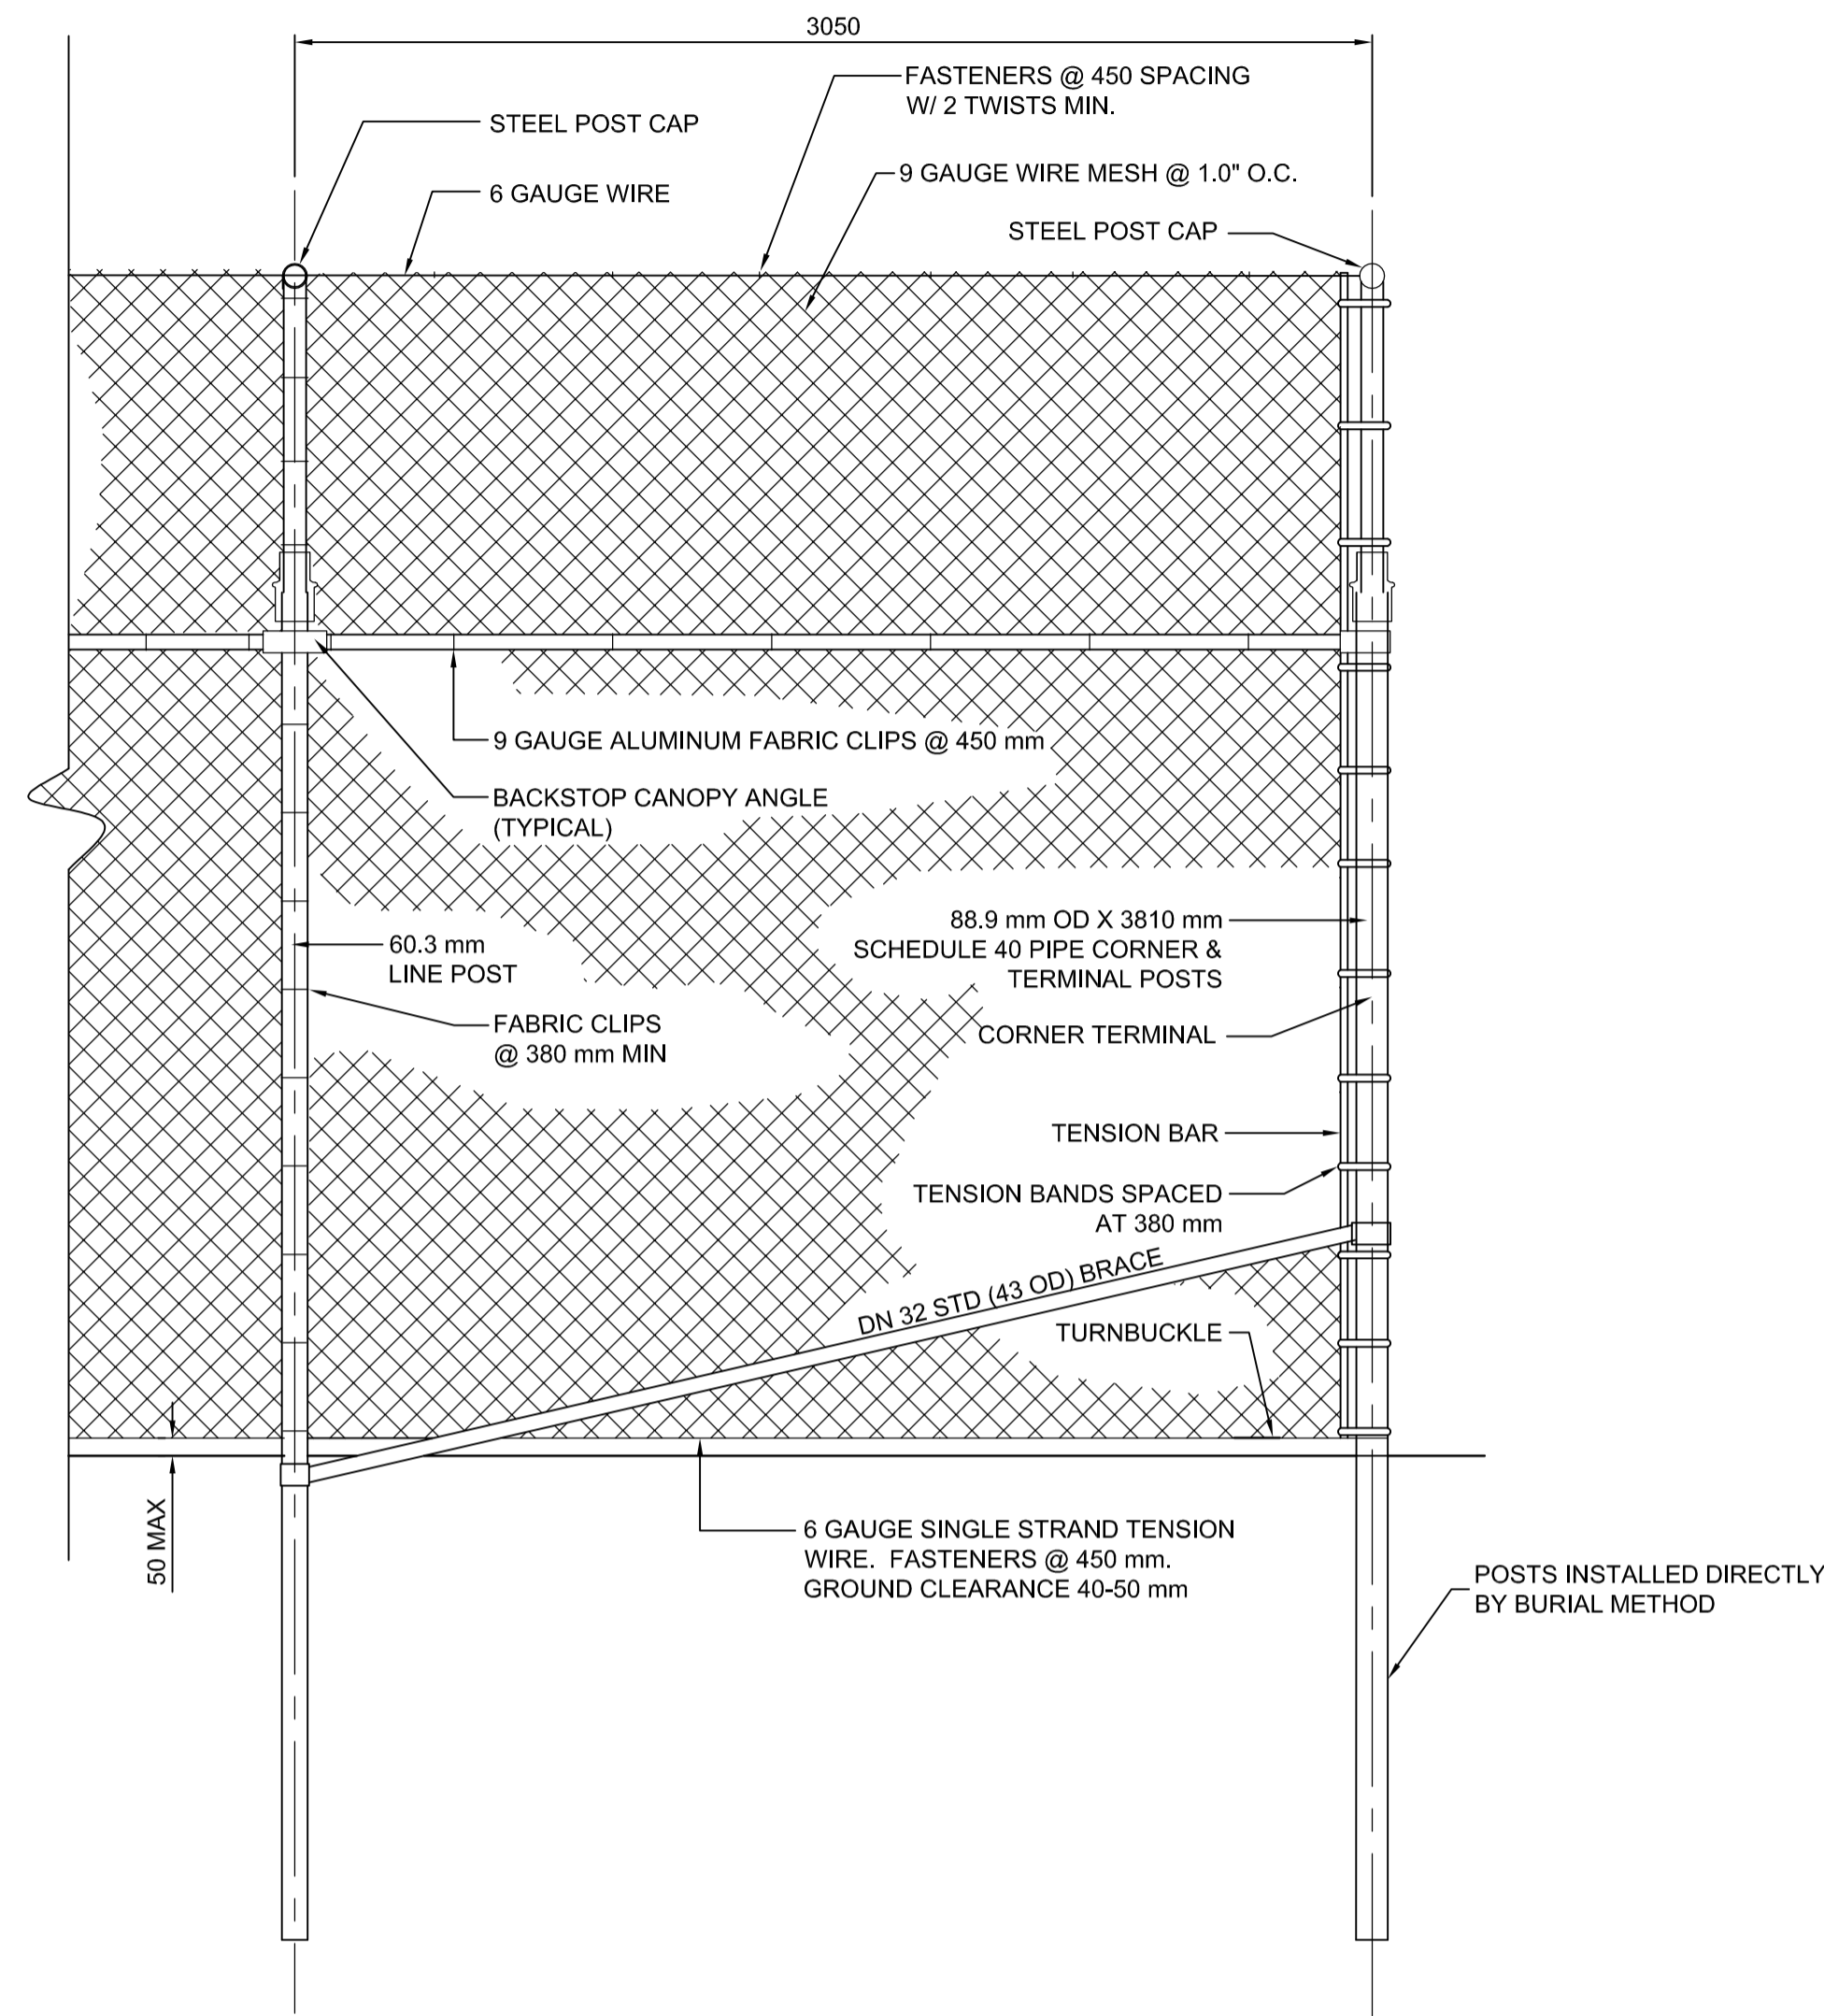 3050
FASTENERS @ 450 SPACING
W/ 2 TWISTS MIN.
STEEL POST CAP
9 GAUGE WIRE MESH @ 1.0" O.C.
6 GAUGE WIRE
STEEL POST CAP
9 GAUGE ALUMINUM FABRIC CLIPS @ 450 mm
BACKSTOP CANOPY ANGLE
(TYPICAL)
88.9 mm OD X 3810 mm
SCHEDULE 40 PIPE CORNER &
TERMINAL POSTS
60.3 mm
LINE POST
FABRIC CLIPS
@ 380 mm MIN
CORNER TERMINAL
TENSION BAR
TENSION BANDS SPACED
AT 380 mm
DN 32 STD (43 OD) BRACE
TURNBUCKLE
50 MAX
6 GAUGE SINGLE STRAND TENSION
WIRE. FASTENERS @ 450 mm.
GROUND CLEARANCE 40-50 mm
POSTS INSTALLED DIRECTLY
BY BURIAL METHOD